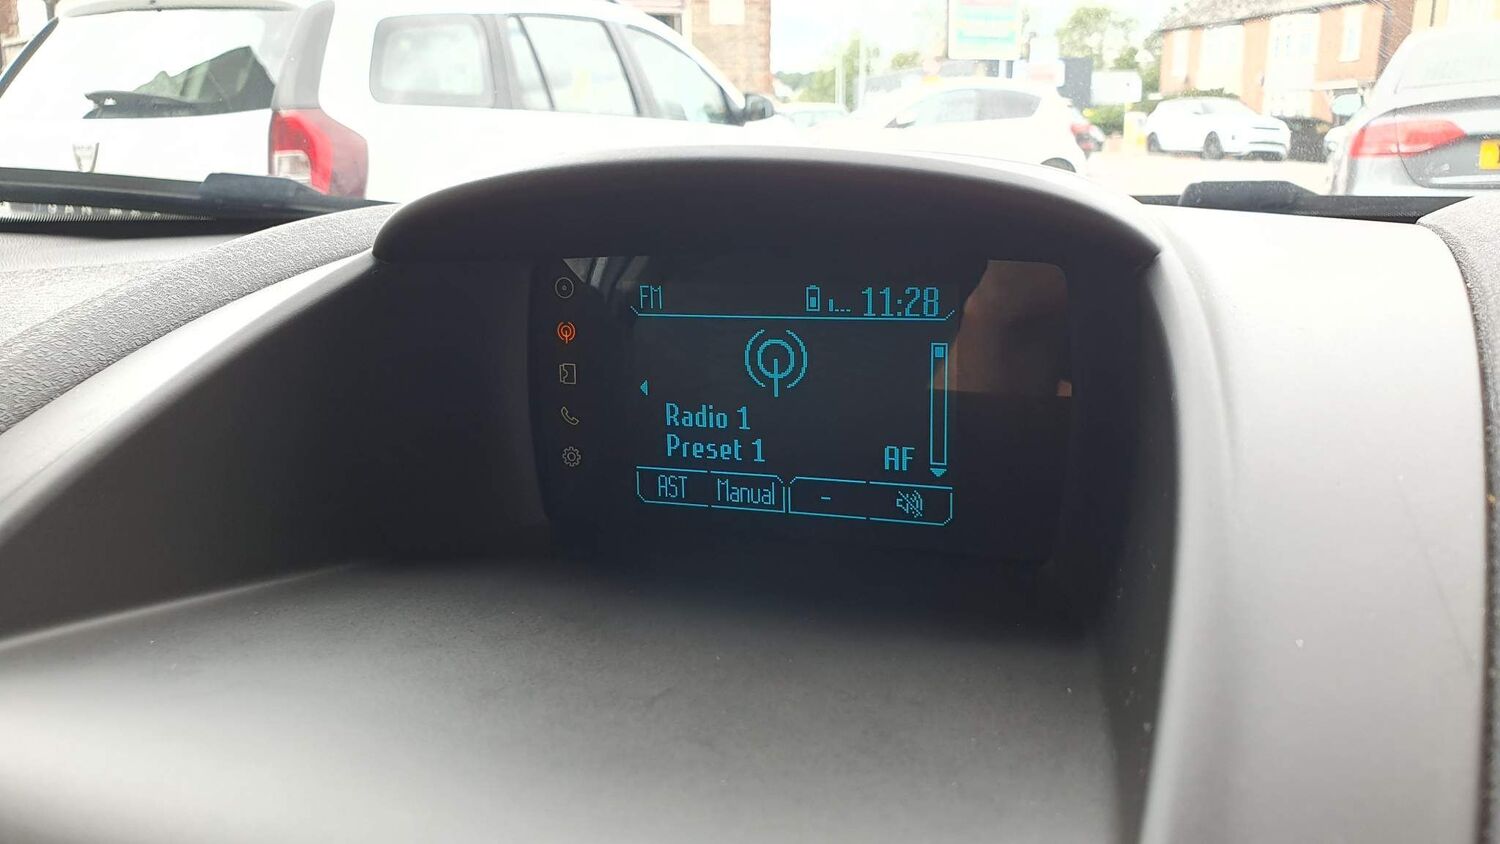 FM 11:28
Radio 1
Preset 1 AF
AST Manual -